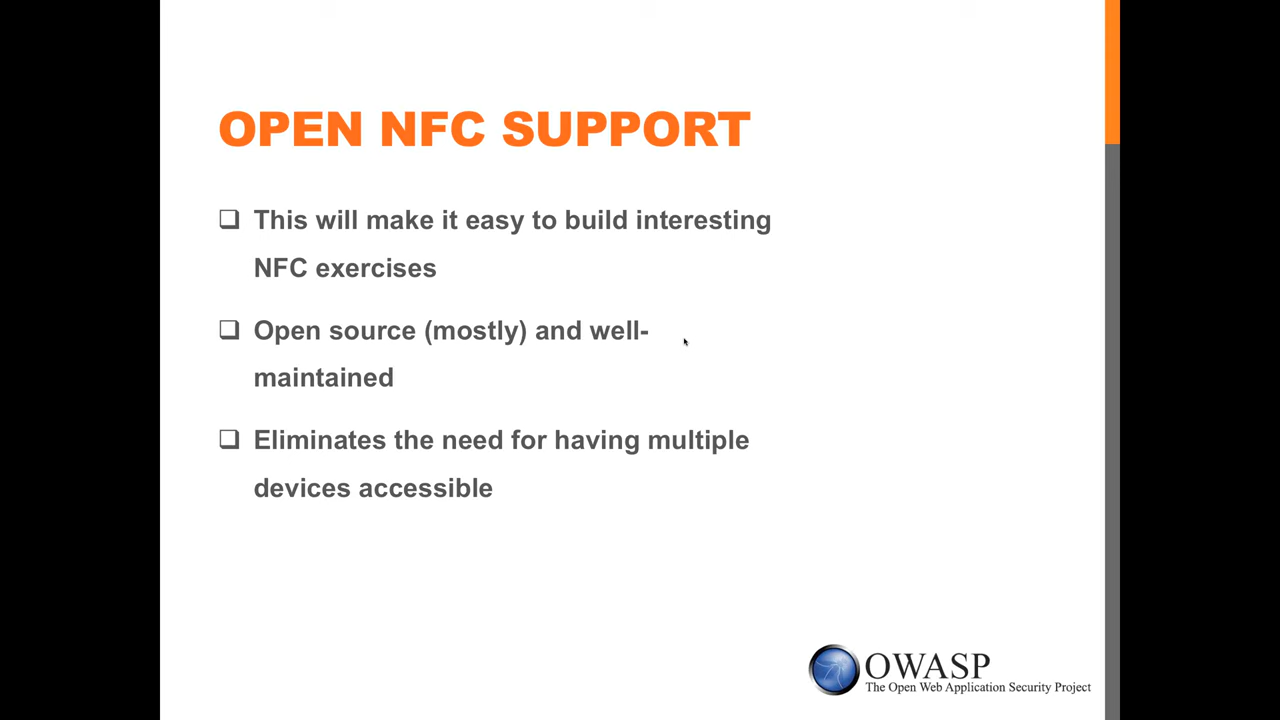 OPEN NFC SUPPORT
This will make it easy to build interesting
NFC exercises
Open source (mostly) and well-
maintained
Eliminates the need for having multiple
devices accessible
OWASP
The Open Web Application Security Project